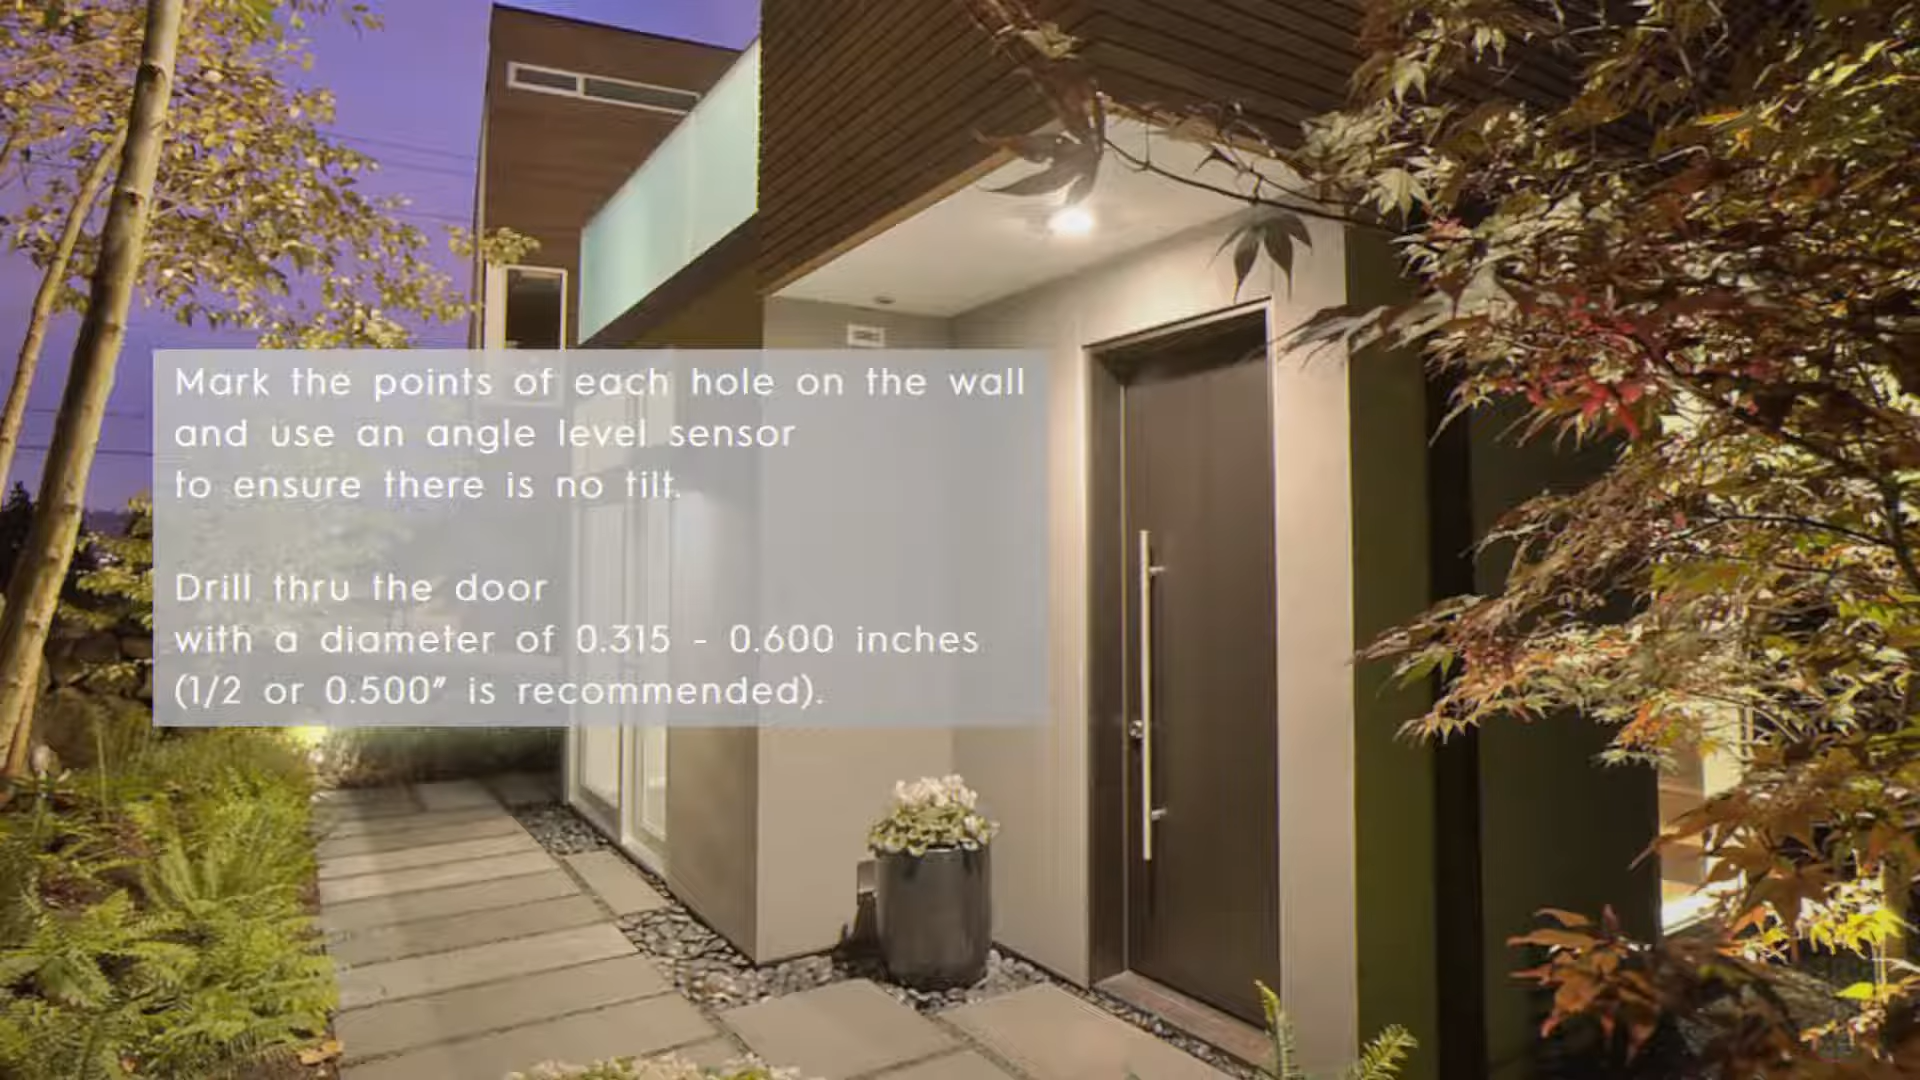 Mark the points of each hole on the wall
and use an angle level sensor
to ensure there is no tilt.
Drill thru the door
with a diameter of 0.315 - 0.600 inches
(1/2 or 0.500″ is recommended).